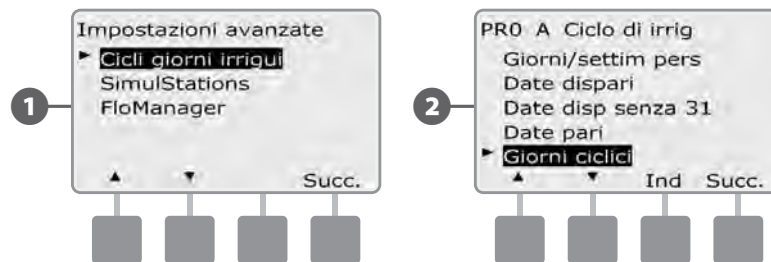 Impostazioni avanzate
Cicli giorni irrigui
SimulStations
FloManager
Succ.
1
PR0 A Ciclo di irrig
Giorni/settim pers
Date dispari
Date disp senza 31
Date pari
Giorni ciclici
Ind Succ.
2